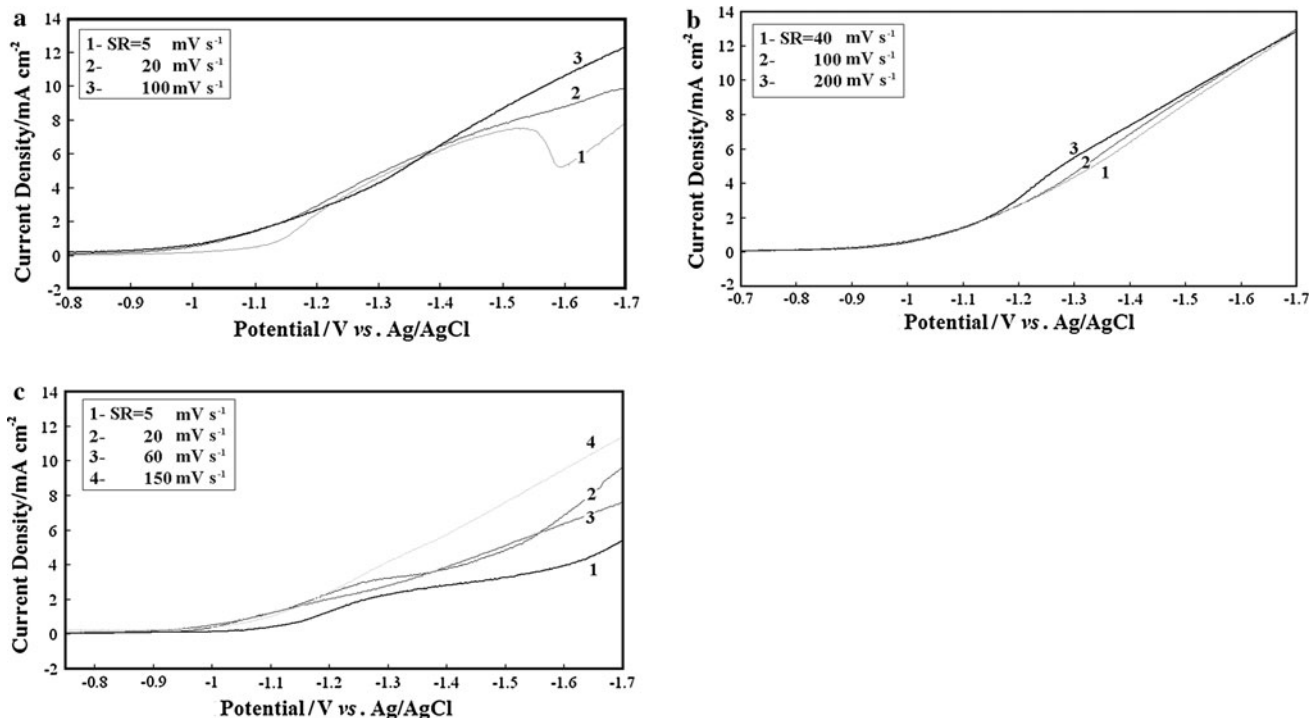 a
1- SR=5 mV s⁻¹
2- 20 mV s⁻¹
3- 100 mV s⁻¹
14
12
10
8
6
4
2
0
-2
Current Density/mA cm⁻²
3
2
1
-0.8 -0.9 -1 -1.1 -1.2 -1.3 -1.4 -1.5 -1.6 -1.7
Potential/V vs. Ag/AgCl
b
1- SR=40 mV s⁻¹
2- 100 mV s⁻¹
3- 200 mV s⁻¹
14
12
10
8
6
4
2
0
-2
Current Density/mA cm⁻²
3
2
1
-0.7 -0.8 -0.9 -1 -1.1 -1.2 -1.3 -1.4 -1.5 -1.6 -1.7
Potential/V vs. Ag/AgCl
c
1- SR=5 mV s⁻¹
2- 20 mV s⁻¹
3- 60 mV s⁻¹
4- 150 mV s⁻¹
14
12
10
8
6
4
2
0
-2
Current Density/mA cm⁻²
4
2
3
1
-0.8 -0.9 -1 -1.1 -1.2 -1.3 -1.4 -1.5 -1.6 -1.7
Potential/V vs. Ag/AgCl